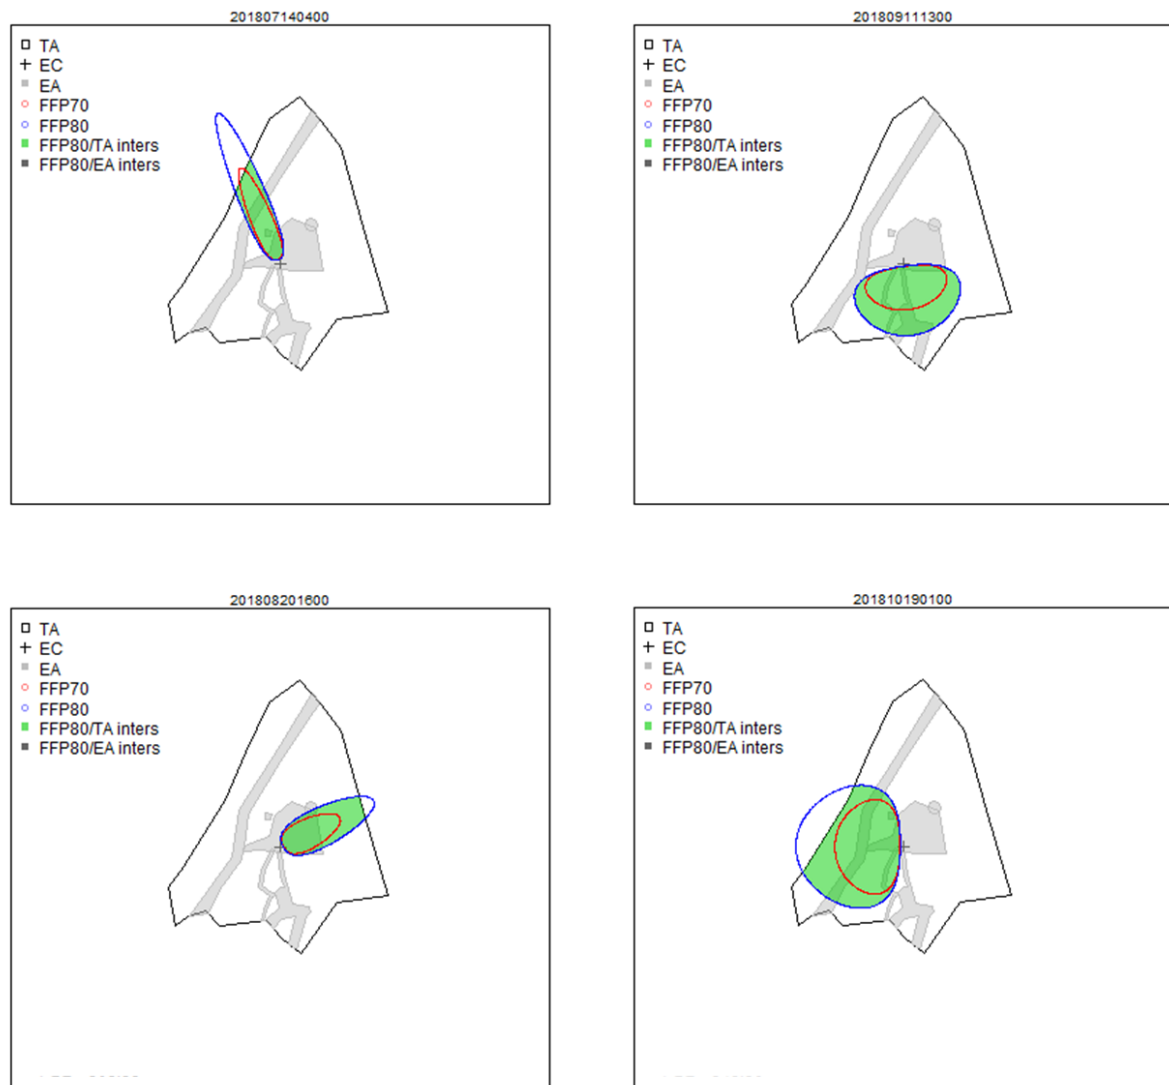 201807140400
TA
EC
EA
FFP70
FFP80
FFP80/TA inters
FFP80/EA inters
201809111300
TA
EC
EA
FFP70
FFP80
FFP80/TA inters
FFP80/EA inters
201808201600
TA
EC
EA
FFP70
FFP80
FFP80/TA inters
FFP80/EA inters
201810190100
TA
EC
EA
FFP70
FFP80
FFP80/TA inters
FFP80/EA inters